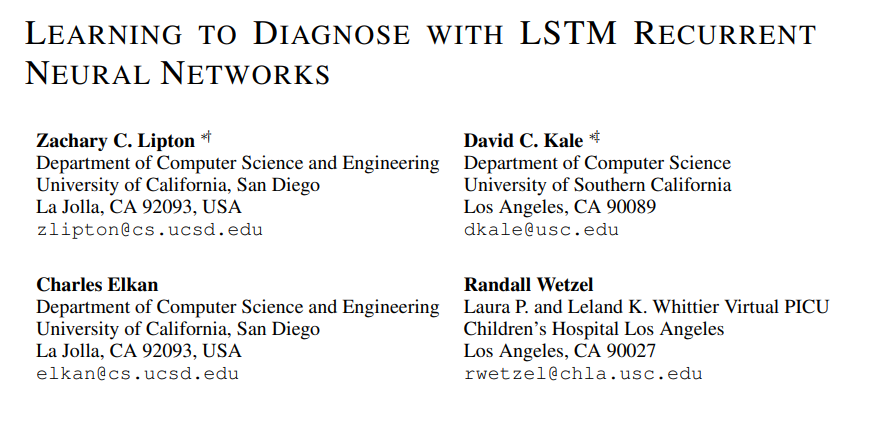 LEARNING TO DIAGNOSE WITH LSTM RECURRENT
NEURAL NETWORKS
Zachary C. Lipton *†
Department of Computer Science and Engineering
University of California, San Diego
La Jolla, CA 92093, USA
zlipton@cs.ucsd.edu
David C. Kale *‡
Department of Computer Science
University of Southern California
Los Angeles, CA 90089
dkale@usc.edu
Charles Elkan
Department of Computer Science and Engineering
University of California, San Diego
La Jolla, CA 92093, USA
elkan@cs.ucsd.edu
Randall Wetzel
Laura P. and Leland K. Whittier Virtual PICU
Children's Hospital Los Angeles
Los Angeles, CA 90027
rwetzel@chla.usc.edu